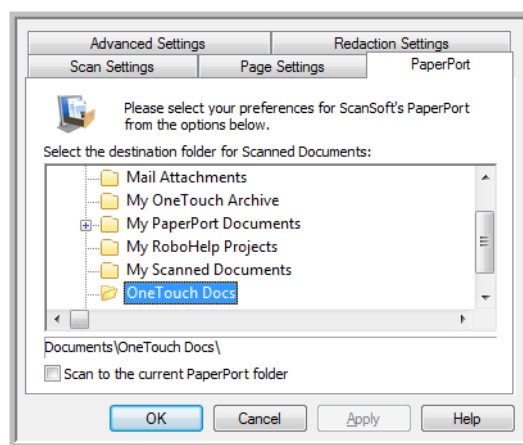 Advanced Settings
Redaction Settings
Scan Settings
Page Settings
PaperPort
Please select your preferences for ScanSoft's PaperPort
from the options below.
Select the destination folder for Scanned Documents:
Mail Attachments
My OneTouch Archive
My PaperPort Documents
My RoboHelp Projects
My Scanned Documents
OneTouch Docs
Documents\OneTouch Docs\
Scan to the current PaperPort folder
OK
Cancel
Apply
Help